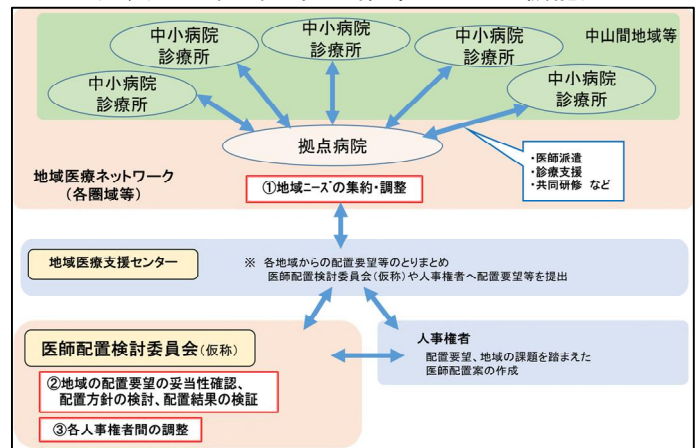 中小病院
診療所
中小病院
診療所
中小病院
診療所
中小病院
診療所
中小病院
診療所
中山間地域等
拠点病院
・医師派遣
・診療支援
・共同研修 など
地域医療ネットワーク
(各圏域等)
①地域ニーズの集約・調整
地域医療支援センター
※ 各地域からの配置要望等のとりまとめ
医師配置検討委員会(仮称)や人事権者へ配置要望等を提出
医師配置検討委員会(仮称)
②地域の配置要望の妥当性確認、
配置方針の検討、配置結果の検証
③各人事権者間の調整
人事権者
配置要望、地域の課題を踏まえた
医師配置案の作成